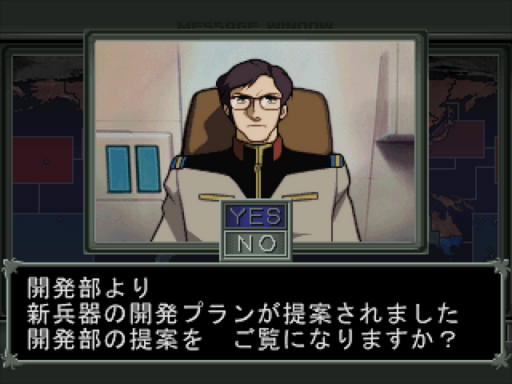 MESSAGE WINDOW
YES
NO
開発部より
新兵器の開発プランが提案されました
開発部の提案を　ご覧になりますか？